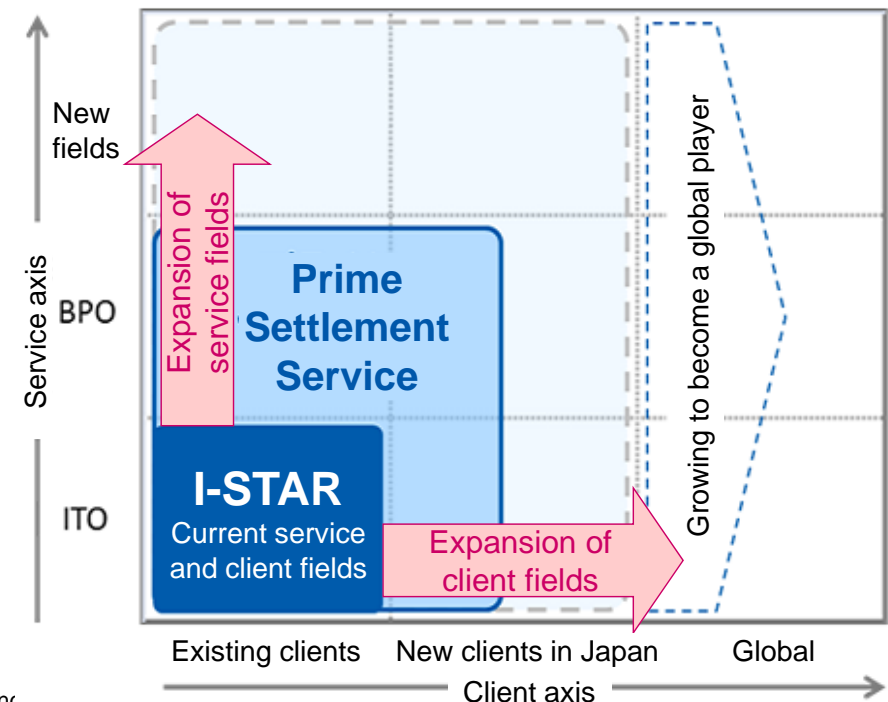 New
fields
Service axis
BPO
ITO
Expansion of
service fields
Prime
Settlement
Service
I-STAR
Current service
and client fields
Expansion of
client fields
Growing to become a global player
Existing clients
New clients in Japan
Global
Client axis